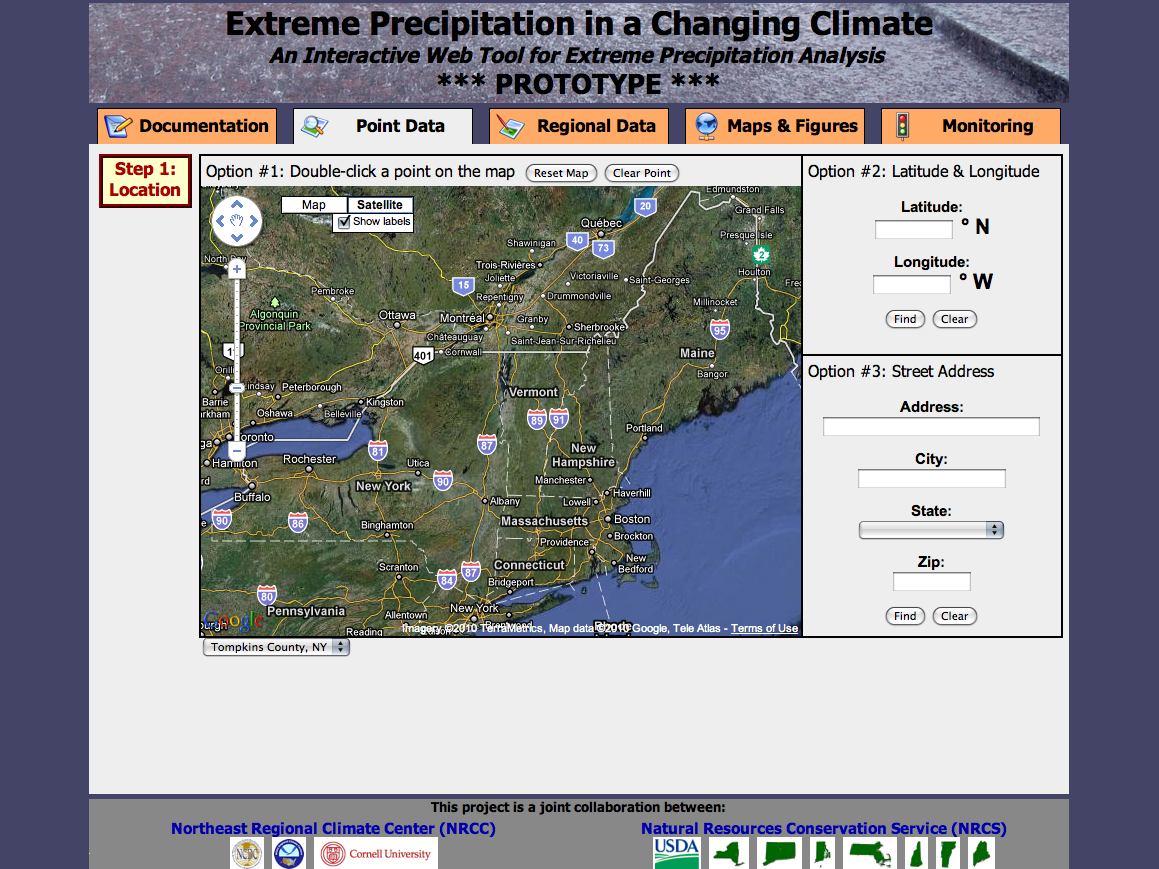 Extreme Precipitation in a Changing Climate
An Interactive Web Tool for Extreme Precipitation Analysis
*** PROTOTYPE ***
Documentation
Point Data
Regional Data
Maps & Figures
Monitoring
Step 1:
Location
Option #1: Double-click a point on the map
Reset Map
Clear Point
Map
Satellite
Show labels
Edmundston
20
Grand Falls
Québec
40
73
Presque Isle
Shawinigan
2
North Bay
Trois-Rivières
Houlton
Joliette
Victoriaville
Saint-Georges
15
Pembroke
Repentigny
Drummondville
Millinocket
Algonquin
Provincial Park
Ottawa
Montréal
Granby
Sherbrooke
95
Châteauguay
Saint-Jean-Sur-Richelieu
401
Cornwall
Maine
Bangor
Peterborough
Vermont
Barrie
Kingston
Oshawa
Belleville
89
91
Portland
87
81
New
Hampshire
Hamilton
Rochester
Utica
90
New York
Manchester
Haverhill
Buffalo
Albany
Lowell
90
86
Massachusetts
Boston
Binghamton
Brockton
Providence
New
Bedford
Scranton
Connecticut
84
87
Bridgeport
80
Pennsylvania
Allentown
New York
Reading
Google
Imagery ©2010 TerraMetrics, Map data ©2010 Google, Tele Atlas - Terms of Use
Tompkins County, NY
Option #2: Latitude & Longitude
Latitude:
° N
Longitude:
° W
Find
Clear
Option #3: Street Address
Address:
City:
State:
Zip:
Find
Clear
This project is a joint collaboration between:
Northeast Regional Climate Center (NRCC)
Natural Resources Conservation Service (NRCS)
Cornell University
USDA